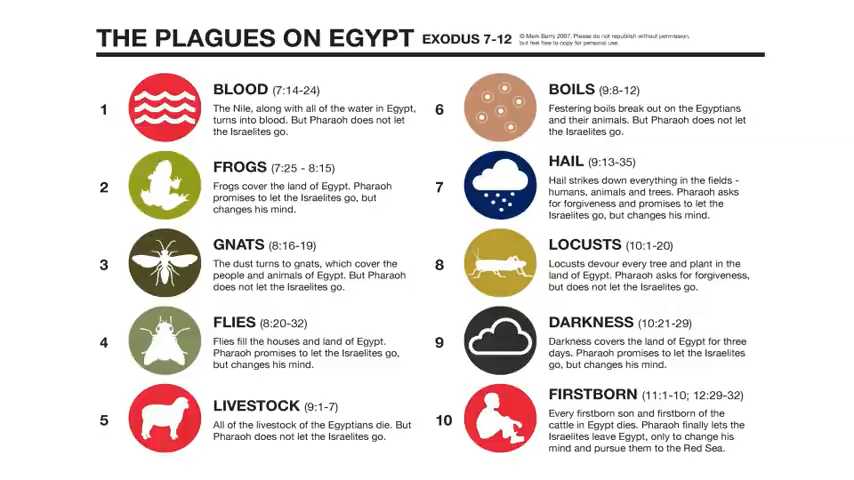 THE PLAGUES ON EGYPT EXODUS 7-12
© Mark Barry 2007. Please do not republish without permission,
but feel free to copy for personal use.
1
BLOOD (7:14-24)
The Nile, along with all of the water in Egypt,
turns into blood. But Pharaoh does not let
the Israelites go.
2
FROGS (7:25 - 8:15)
Frogs cover the land of Egypt. Pharaoh
promises to let the Israelites go, but
changes his mind.
3
GNATS (8:16-19)
The dust turns to gnats, which cover the
people and animals of Egypt. But Pharaoh
does not let the Israelites go.
4
FLIES (8:20-32)
Flies fill the houses and land of Egypt.
Pharaoh promises to let the Israelites go,
but changes his mind.
5
LIVESTOCK (9:1-7)
All of the livestock of the Egyptians die. But
Pharaoh does not let the Israelites go.
6
BOILS (9:8-12)
Festering boils break out on the Egyptians
and their animals. But Pharaoh does not let
the Israelites go.
7
HAIL (9:13-35)
Hail strikes down everything in the fields -
humans, animals and trees. Pharaoh asks
for forgiveness and promises to let the
Israelites go, but changes his mind.
8
LOCUSTS (10:1-20)
Locusts devour every tree and plant in the
land of Egypt. Pharaoh asks for forgiveness,
but does not let the Israelites go.
9
DARKNESS (10:21-29)
Darkness covers the land of Egypt for three
days. Pharaoh promises to let the Israelites
go, but changes his mind.
10
FIRSTBORN (11:1-10; 12:29-32)
Every firstborn son and firstborn of the
cattle in Egypt dies. Pharaoh finally lets the
Israelites leave Egypt, only to change his
mind and pursue them to the Red Sea.